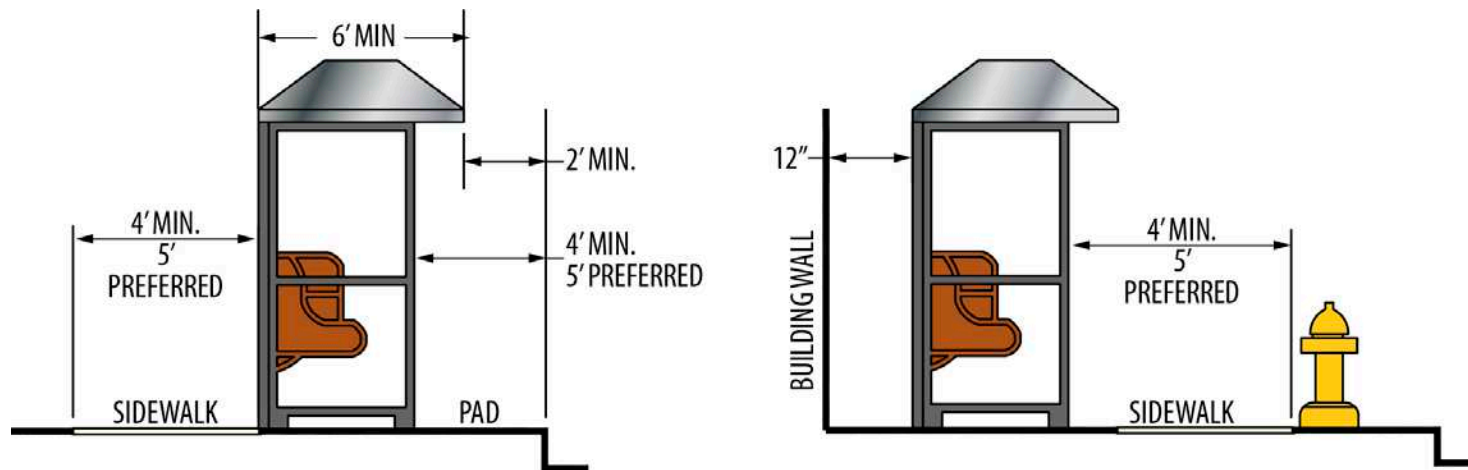 6’ MIN
2’ MIN.
4’ MIN.
5’
PREFERRED
4’ MIN.
5’ PREFERRED
SIDEWALK
PAD
12”
BUILDING WALL
4’ MIN.
5’
PREFERRED
SIDEWALK